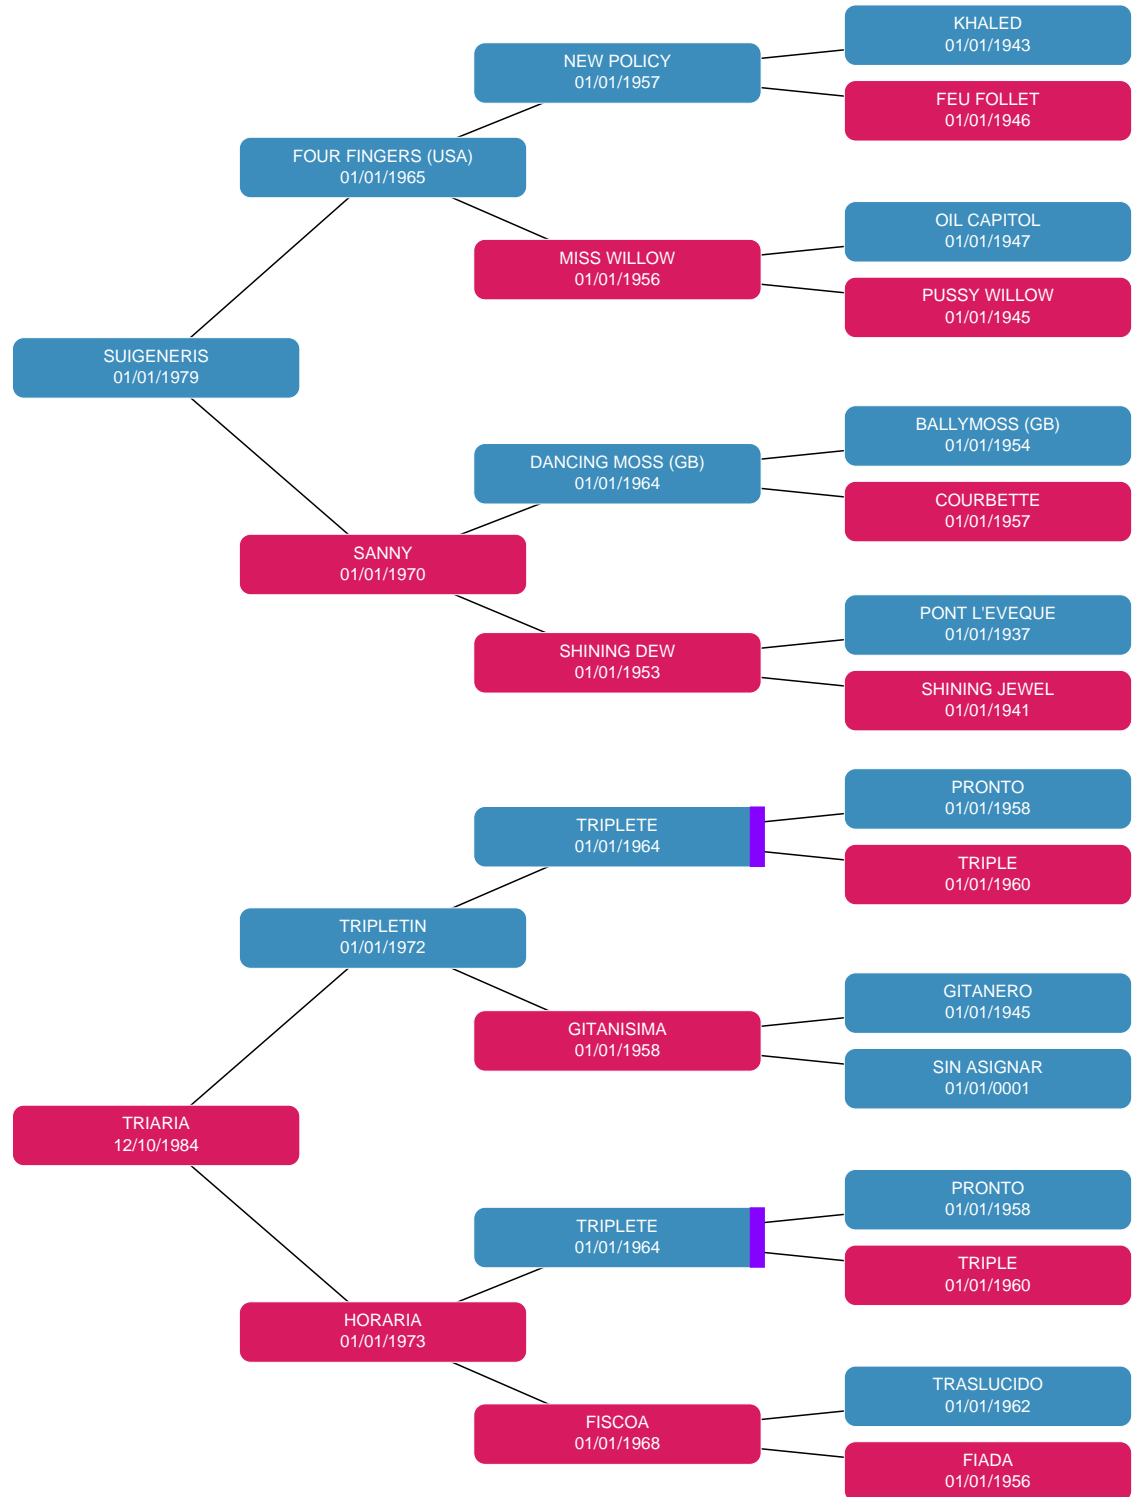 KHALED
01/01/1943
NEW POLICY
01/01/1957
FEU FOLLET
01/01/1946
FOUR FINGERS (USA)
01/01/1965
OIL CAPITOL
01/01/1947
MISS WILLOW
01/01/1956
PUSSY WILLOW
01/01/1945
SUIGENERIS
01/01/1979
BALLYMOSS (GB)
01/01/1954
DANCING MOSS (GB)
01/01/1964
COURBETTE
01/01/1957
SANNY
01/01/1970
PONT L'EVEQUE
01/01/1937
SHINING DEW
01/01/1953
SHINING JEWEL
01/01/1941
PRONTO
01/01/1958
TRIPLETE
01/01/1964
TRIPLE
01/01/1960
TRIPLETIN
01/01/1972
GITANERO
01/01/1945
GITANISIMA
01/01/1958
SIN ASIGNAR
01/01/0001
TRIARIA
12/10/1984
PRONTO
01/01/1958
TRIPLETE
01/01/1964
TRIPLE
01/01/1960
HORARIA
01/01/1973
TRASLUCIDO
01/01/1962
FISCOA
01/01/1968
FIADA
01/01/1956